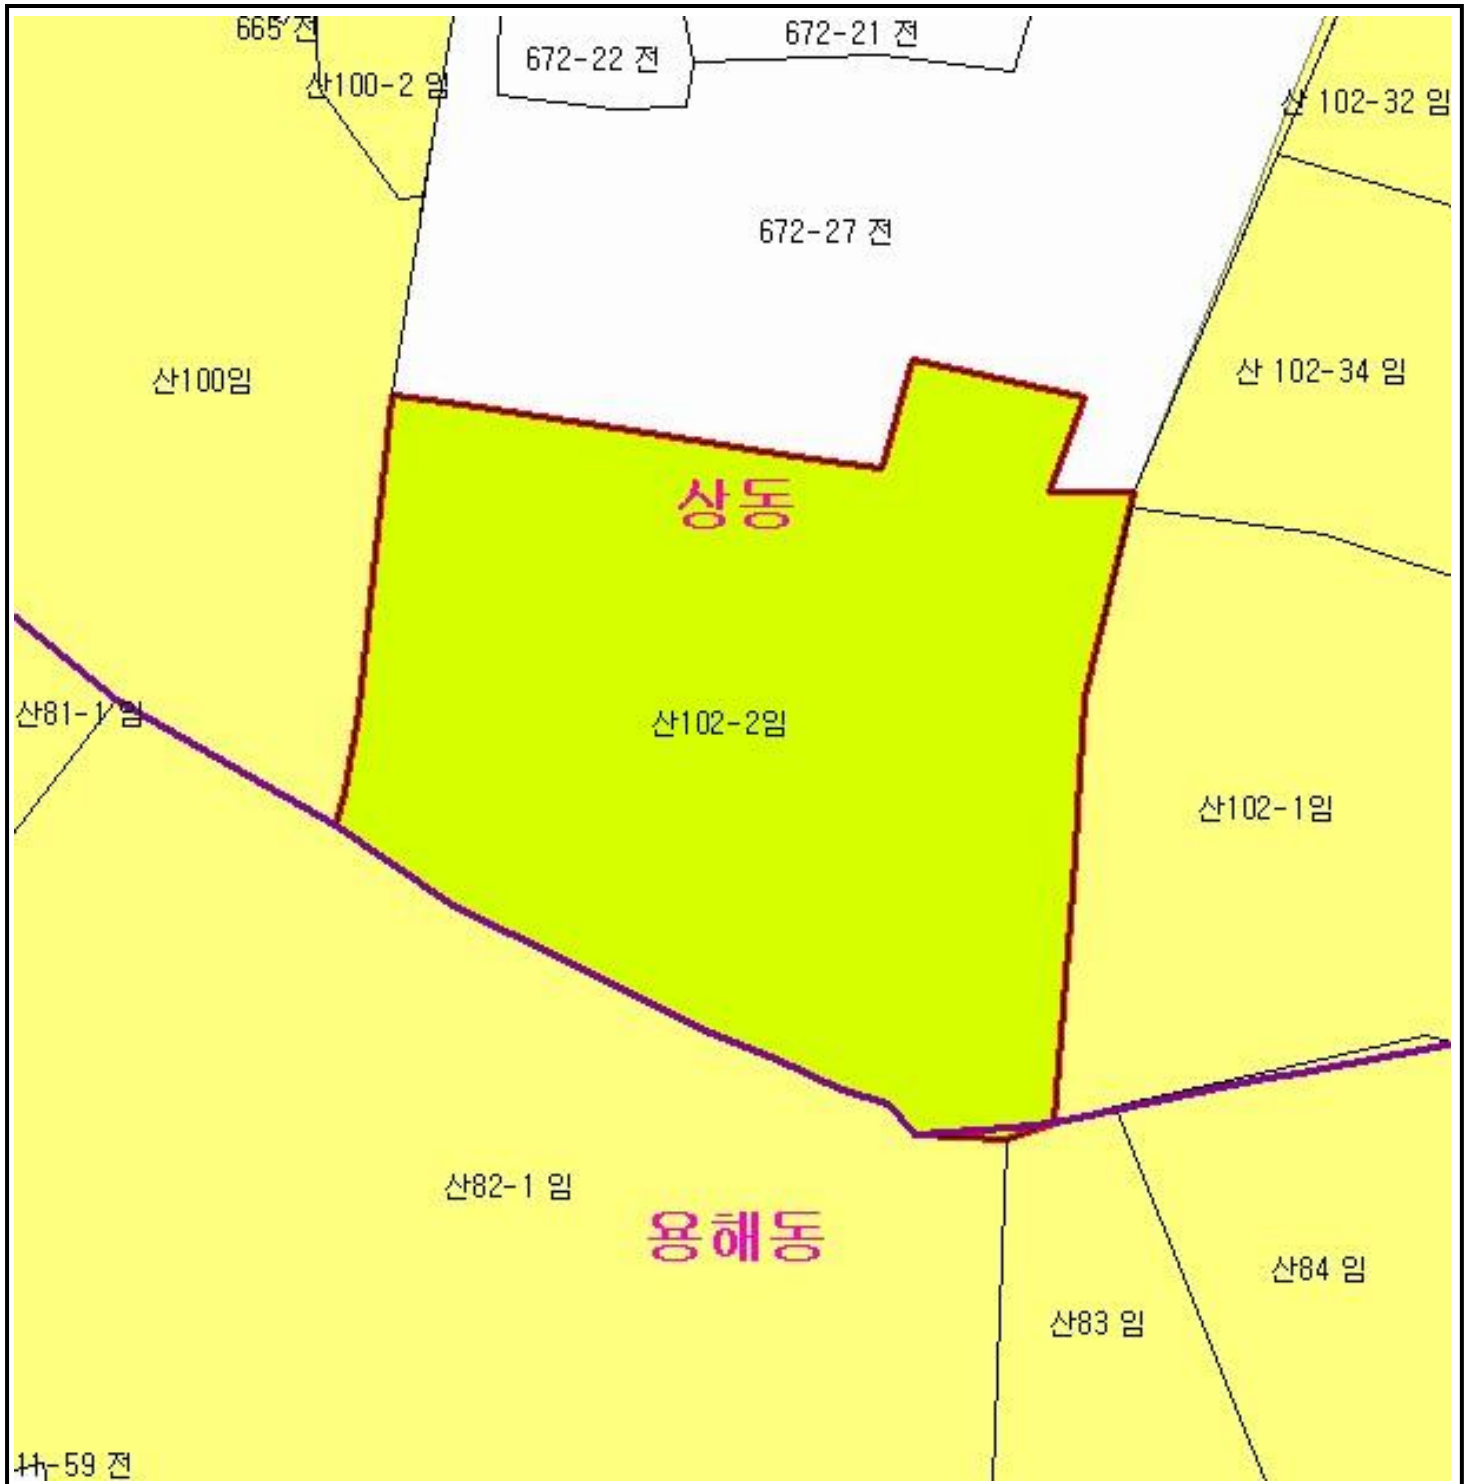 665 전
672-22 전
672-21 전
산100-2 임
산 102-32 임
672-27 전
산100임
산 102-34 임
상동
산81-1 임
산102-2임
산102-1임
산82-1 임
용해동
산84 임
산83 임
-59 전